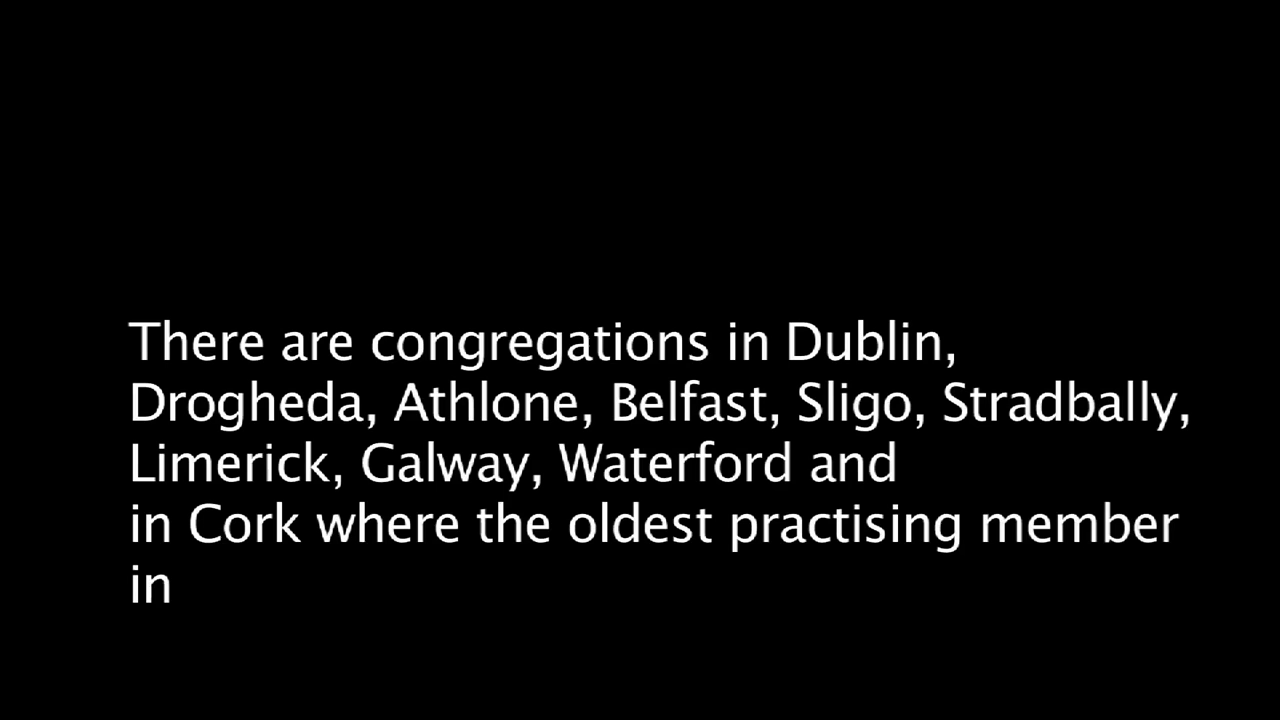 There are congregations in Dublin,
Drogheda, Athlone, Belfast, Sligo, Stradbally,
Limerick, Galway, Waterford and
in Cork where the oldest practising member
in